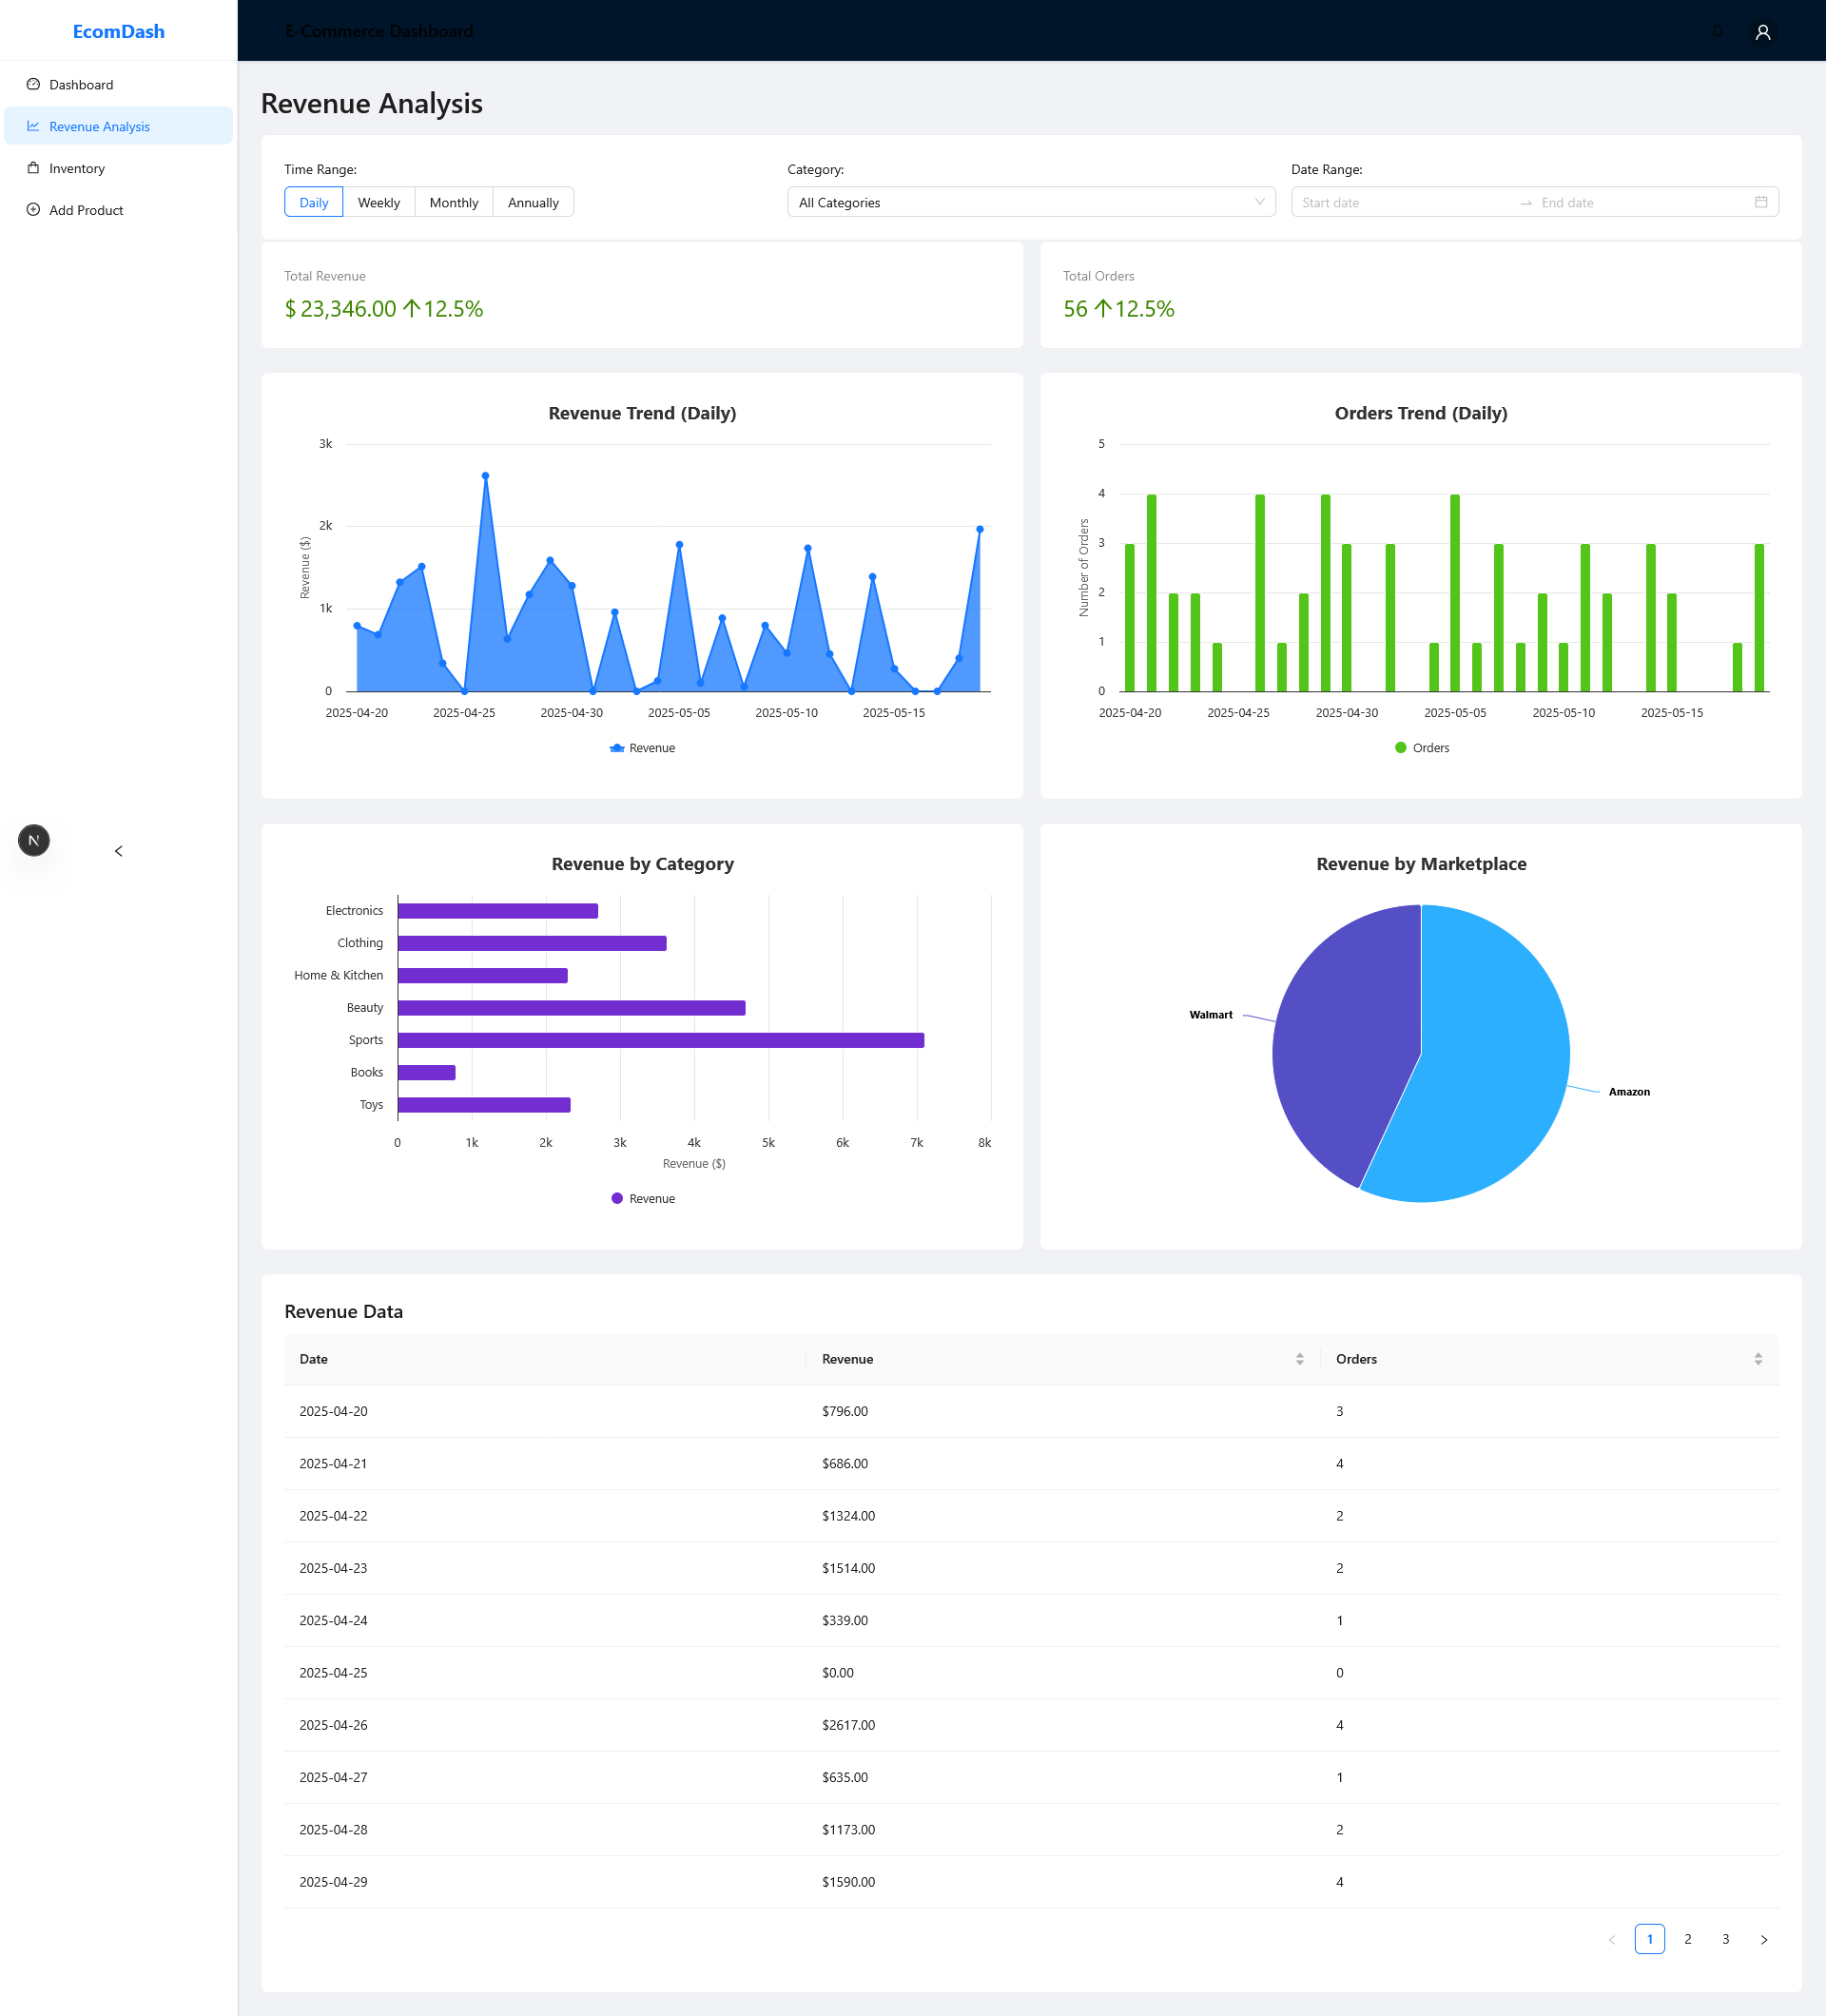 EcomDash
E-Commerce Dashboard
Dashboard
Revenue Analysis
Inventory
Add Product
N
Revenue Analysis
Time Range:
Daily Weekly Monthly Annually
Category:
All Categories
Date Range:
Start date End date
Total Revenue
$ 23,346.00 12.5%
Total Orders
56 12.5%
Revenue Trend (Daily)
3k
2k
1k
0
Revenue ($)
2025-04-20 2025-04-25 2025-04-30 2025-05-05 2025-05-10 2025-05-15
Revenue
Orders Trend (Daily)
5
4
3
2
1
0
Number of Orders
2025-04-20 2025-04-25 2025-04-30 2025-05-05 2025-05-10 2025-05-15
Orders
Revenue by Category
Electronics
Clothing
Home & Kitchen
Beauty
Sports
Books
Toys
0 1k 2k 3k 4k 5k 6k 7k 8k
Revenue ($)
Revenue
Revenue by Marketplace
Walmart
Amazon
Revenue Data
Date Revenue Orders
2025-04-20 $796.00 3
2025-04-21 $686.00 4
2025-04-22 $1324.00 2
2025-04-23 $1514.00 2
2025-04-24 $339.00 1
2025-04-25 $0.00 0
2025-04-26 $2617.00 4
2025-04-27 $635.00 1
2025-04-28 $1173.00 2
2025-04-29 $1590.00 4
1 2 3